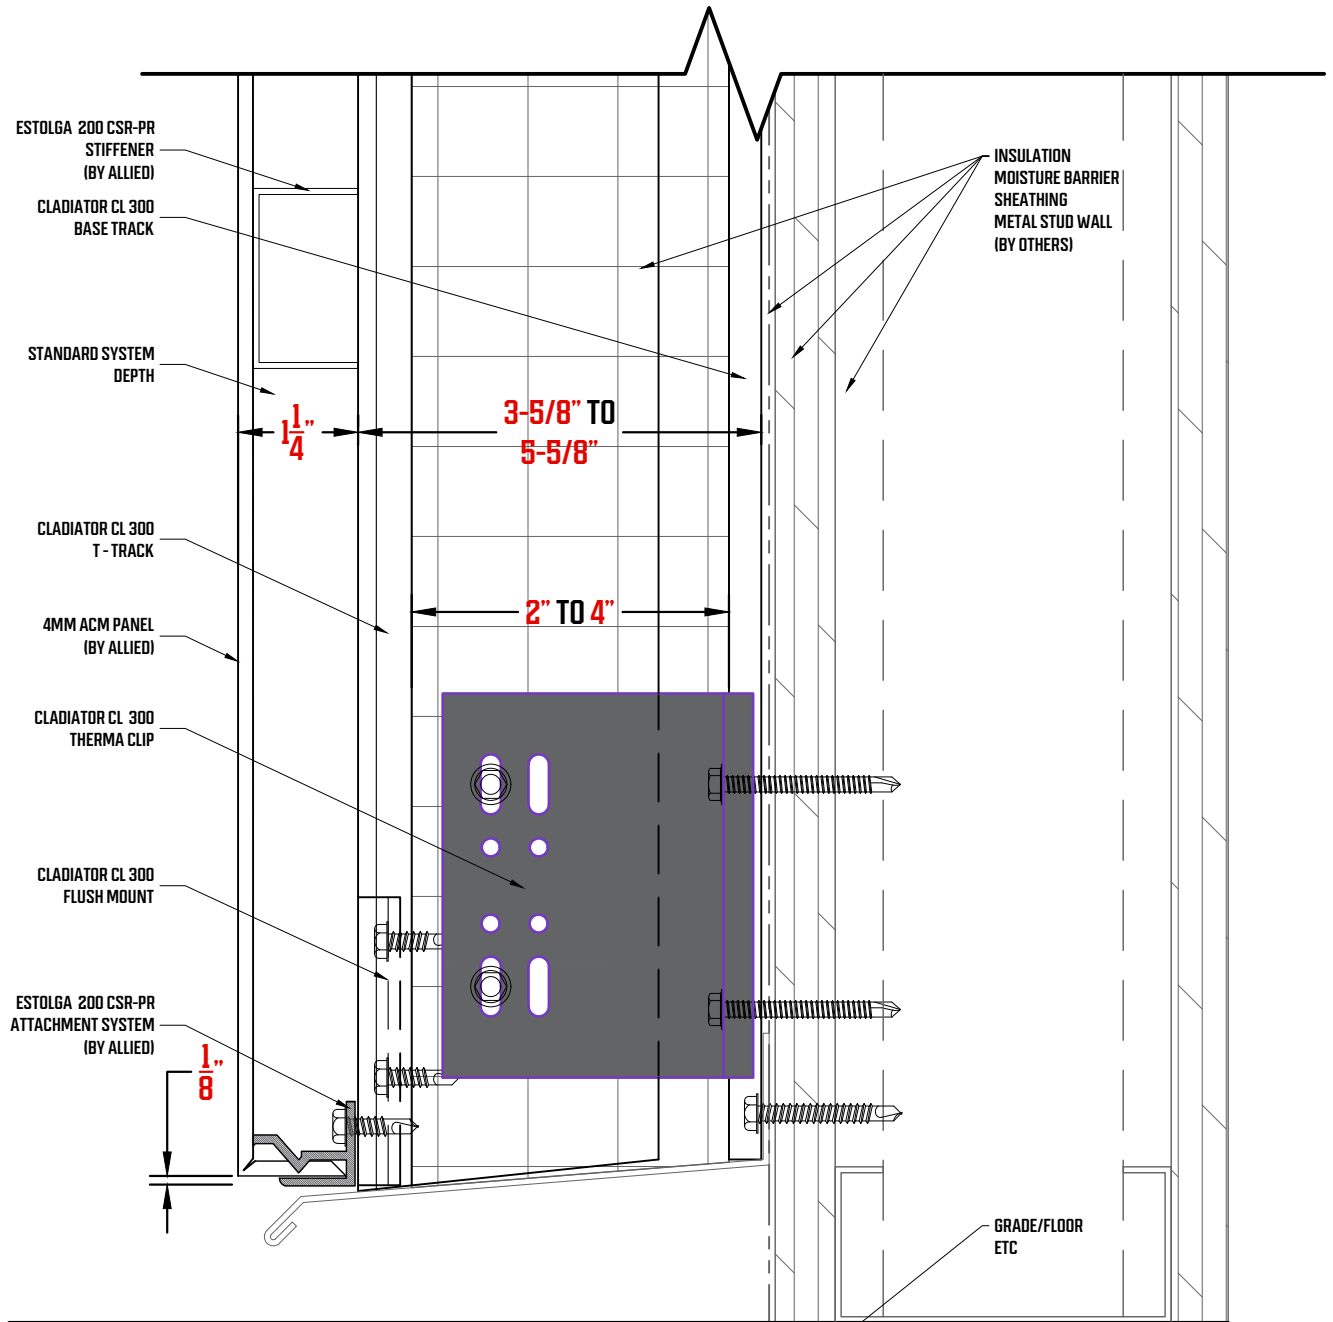 ESTOLGA 200 CSR-PR
STIFFENER
(BY ALLIED)
CLADIATOR CL 300
BASE TRACK
STANDARD SYSTEM
DEPTH
CLADIATOR CL 300
T - TRACK
4MM ACM PANEL
(BY ALLIED)
CLADIATOR CL 300
THERMA CLIP
CLADIATOR CL 300
FLUSH MOUNT
ESTOLGA 200 CSR-PR
ATTACHMENT SYSTEM
(BY ALLIED)
1/8”
1 1/4”
3-5/8” TO
5-5/8”
2” TO 4”
INSULATION
MOISTURE BARRIER
SHEATHING
METAL STUD WALL
(BY OTHERS)
GRADE/FLOOR
ETC